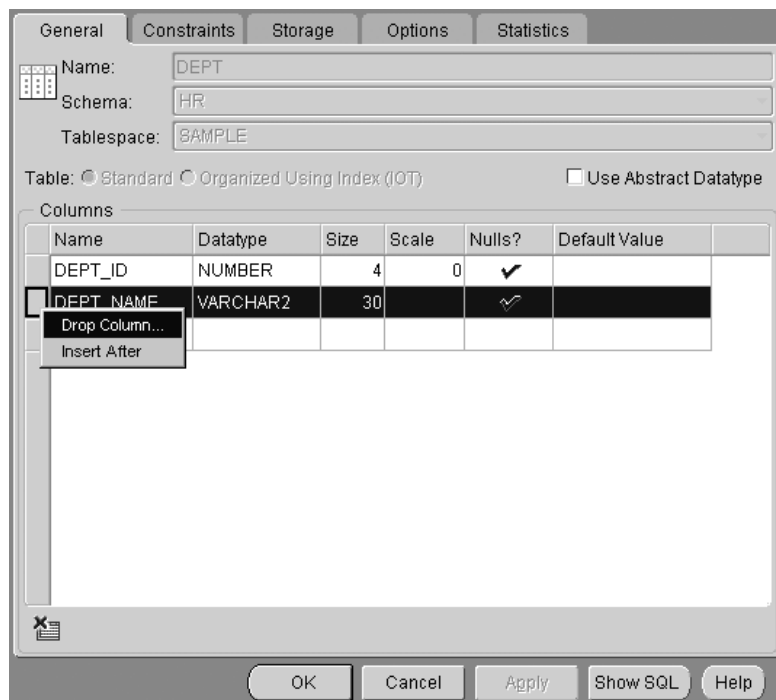 General Constraints Storage Options Statistics
Name: DEPT
Schema: HR
Tablespace: SAMPLE
Table: Standard Organized Using Index (IOT) Use Abstract Datatype
Columns
Name Datatype Size Scale Nulls? Default Value
DEPT_ID NUMBER 4 0
DEPT_NAME VARCHAR2 30
Drop Column...
Insert After
OK Cancel Apply Show SQL Help